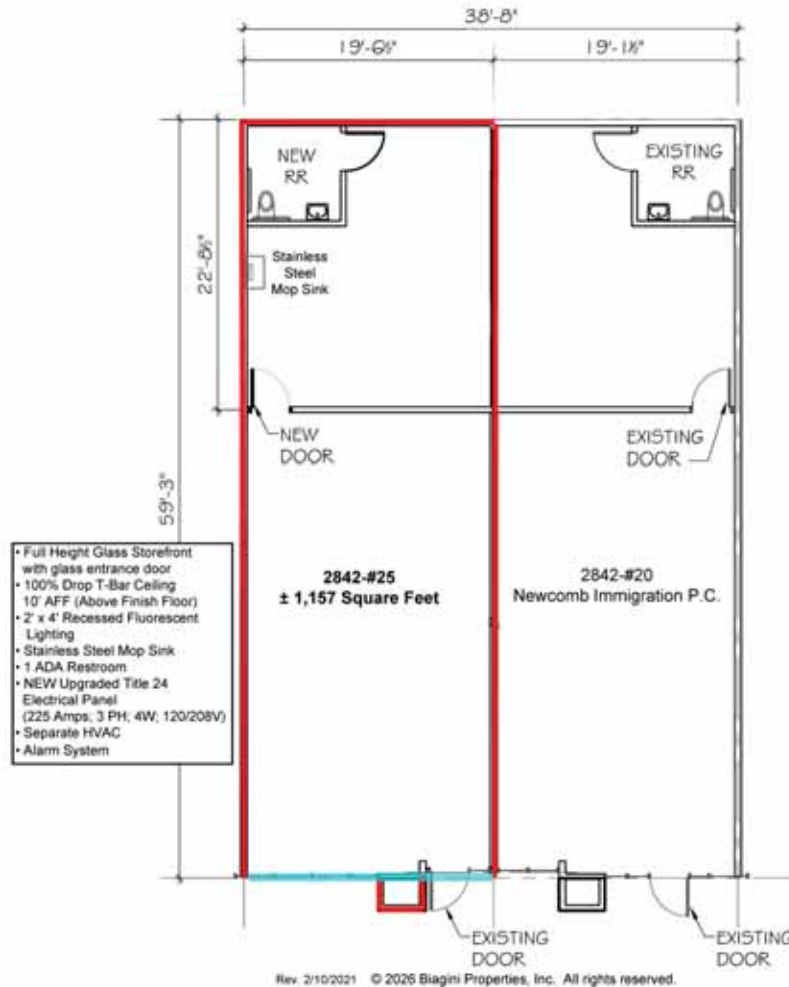 38'-8"
19'-6½"
19'-1½"
NEW
RR
EXISTING
RR
22'-8½"
Stainless
Steel
Mop Sink
NEW
DOOR
EXISTING
DOOR
59'-3"
• Full Height Glass Storefront
with glass entrance door
• 100% Drop T-Bar Ceiling
10' AFF (Above Finish Floor)
• 2' x 4' Recessed Fluorescent
Lighting
• Stainless Steel Mop Sink
• 1 ADA Restroom
• NEW Upgraded Title 24
Electrical Panel
(225 Amps; 3 PH; 4W; 120/208V)
• Separate HVAC
• Alarm System
2842-#25
± 1,157 Square Feet
2842-#20
Newcomb Immigration P.C.
EXISTING
DOOR
EXISTING
DOOR
Rev. 2/10/2021 © 2026 Biagini Properties, Inc. All rights reserved.